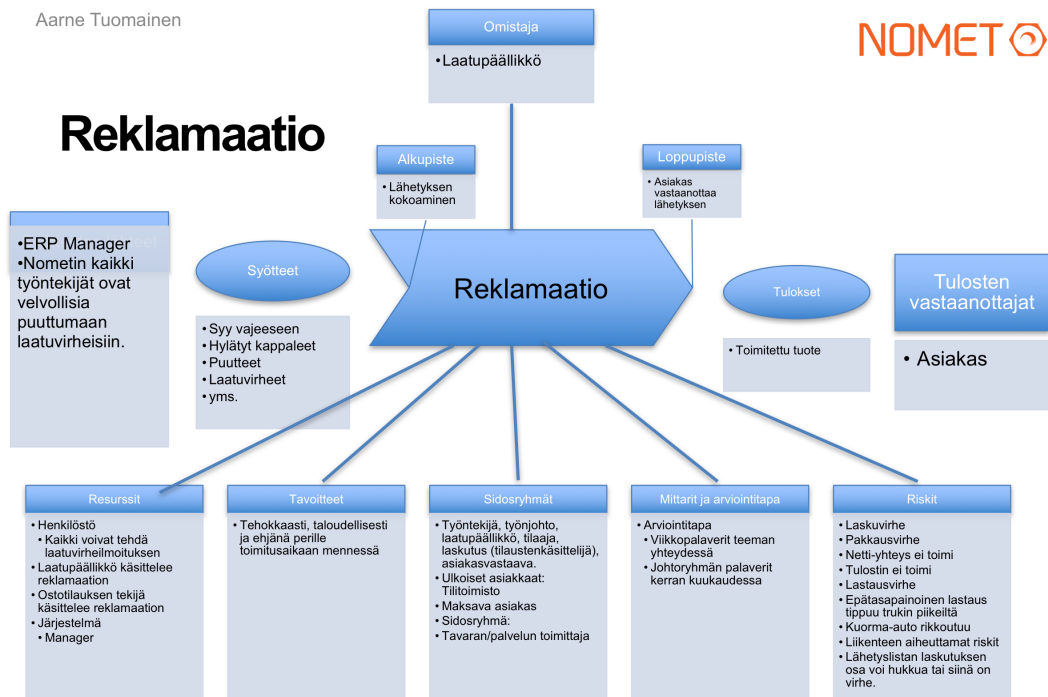 Aarne Tuomainen
NOMET
Reklamaatio
Omistaja
•Laatupäällikkö
Alkupiste
• Lähetyksen
kokoaminen
Loppupiste
• Asiakas
vastaanottaa
lähetyksen
•ERP Manager
•Nometin kaikki
työntekijät ovat
velvollisia
puuttumaan
laatuvirheisiin.
Syötteet
• Syy vajeeseen
• Hylätyt kappaleet
• Puutteet
• Laatuvirheet
• yms.
Reklamaatio
Tulokset
• Toimitettu tuote
Tulosten
vastaanottajat
• Asiakas
Resurssit
• Henkilöstö
• Kaikki voivat tehdä
laatuvirheilmoituksen
• Laatupäällikkö käsittelee
reklamaation
• Ostotilauksen tekijä
käsittelee reklamaation
• Järjestelmä
• Manager
Tavoitteet
• Tehokkaasti, taloudellisesti
ja ehjänä perille
toimitusaikaan mennessä
Sidosryhmät
• Työntekijä, työnjohto,
laatupäällikkö, tilaaja,
laskutus (tilaustenkäsittelijä),
asiakasvastaava.
• Ulkoiset asiakkaat:
Tilitoimisto
• Maksava asiakas
• Sidosryhmä:
• Tavaran/palvelun toimittaja
Mittarit ja arviointitapa
• Arviointitapa
• Viikkopalaverit teeman
yhteydessä
• Johtoryhmän palaverit
kerran kuukaudessa
Riskit
• Laskuvirhe
• Pakkausvirhe
• Netti-yhteys ei toimi
• Tulostin ei toimi
• Lastausvirhe
• Epätasapainoinen lastaus
tippuu trukin piikeiltä
• Kuorma-auto rikkoutuu
• Liikenteen aiheuttamat riskit
• Lähetyslistan laskutuksen
osa voi hukkua tai siinä on
virhe.